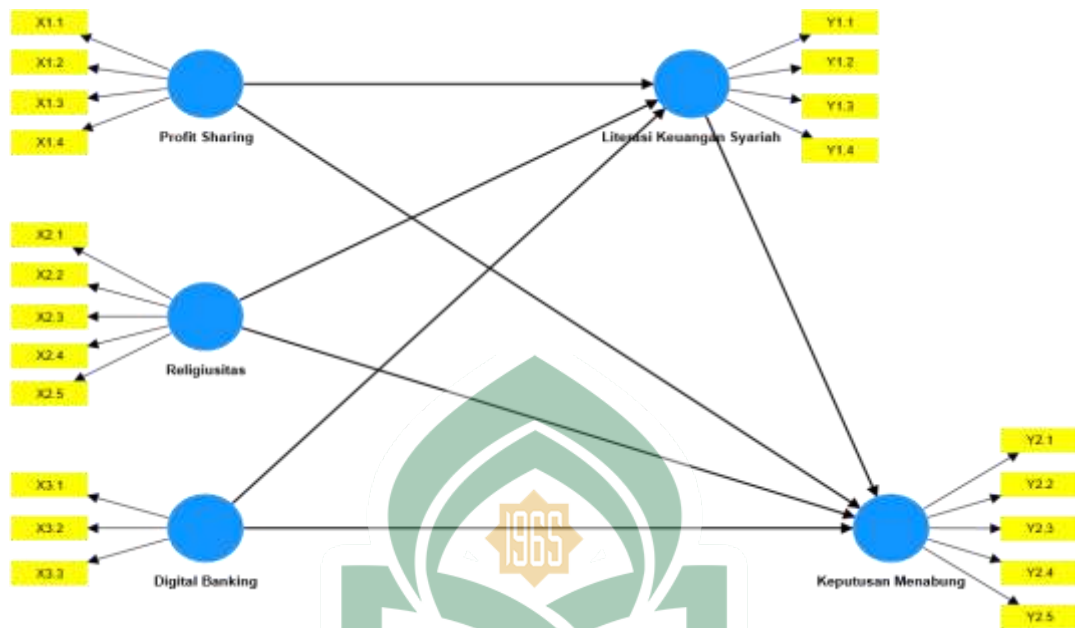 X1.1
X1.2
X1.3
X1.4
Profit Sharing
Y1.1
Y1.2
Y1.3
Y1.4
Literasi Keuangan Syariah
X2.1
X2.2
X2.3
X2.4
X2.5
Religiusitas
X3.1
X3.2
X3.3
Digital Banking
1965
Y2.1
Y2.2
Y2.3
Y2.4
Y2.5
Keputusan Menabung